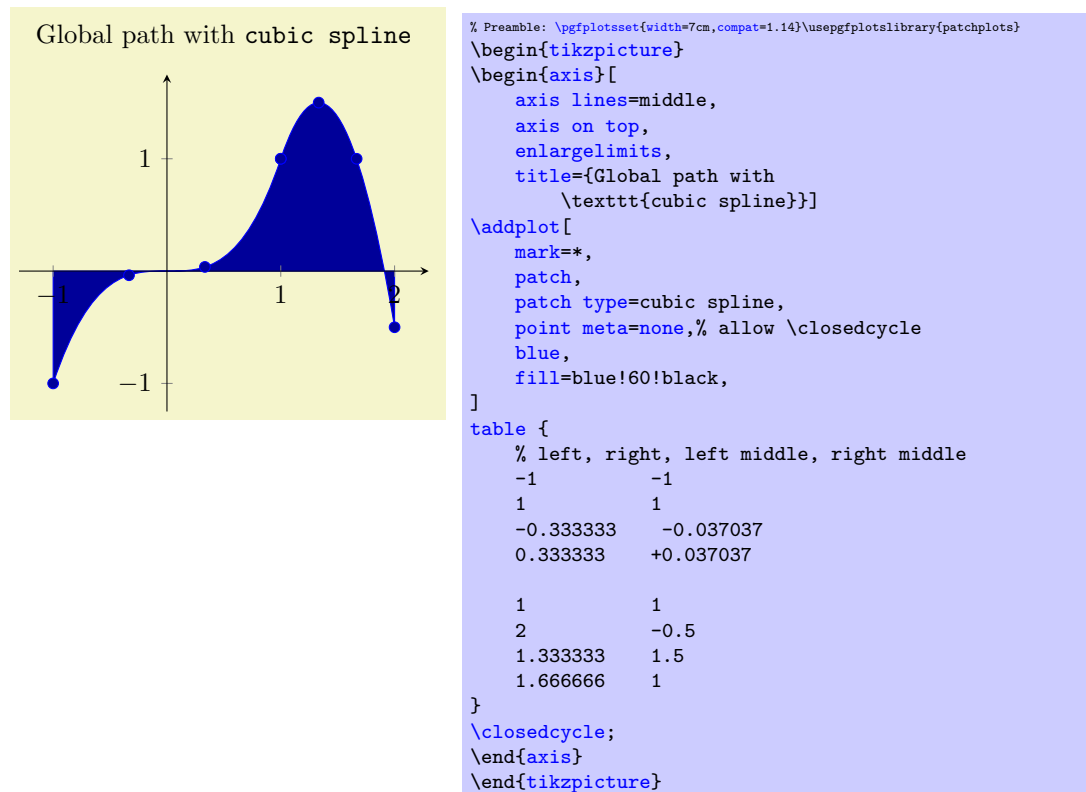 Global path with cubic spline
1
−1
1
2
−1
% Preamble: \pgfplotsset{width=7cm,compat=1.14}\usepgfplotslibrary{patchplots}
\begin{tikzpicture}
\begin{axis}[
    axis lines=middle,
    axis on top,
    enlargelimits,
    title={Global path with
        \texttt{cubic spline}}]
\addplot[
    mark=*,
    patch,
    patch type=cubic spline,
    point meta=none,% allow \closedcycle
    blue,
    fill=blue!60!black,
]
table {
    % left, right, left middle, right middle
    -1          -1
    1           1
    -0.333333    -0.037037
    0.333333    +0.037037
    1           1
    2           -0.5
    1.333333    1.5
    1.666666    1
}
\closedcycle;
\end{axis}
\end{tikzpicture}